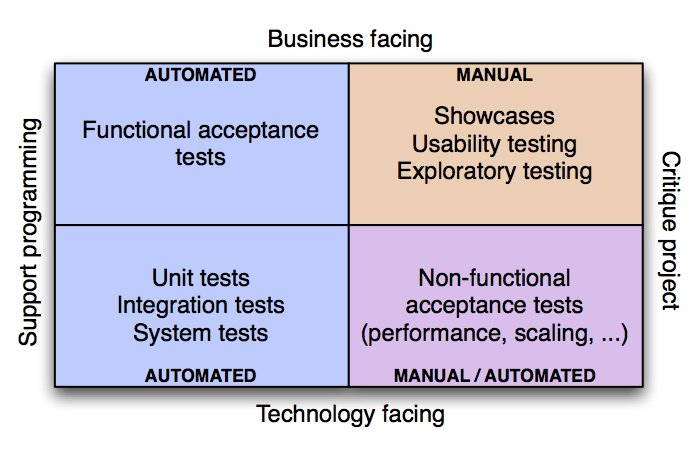 Business facing
AUTOMATED
Functional acceptance
tests
MANUAL
Showcases
Usability testing
Exploratory testing
Support programming
Critique project
Unit tests
Integration tests
System tests
AUTOMATED
Non-functional
acceptance tests
(performance, scaling, ...)
MANUAL / AUTOMATED
Technology facing